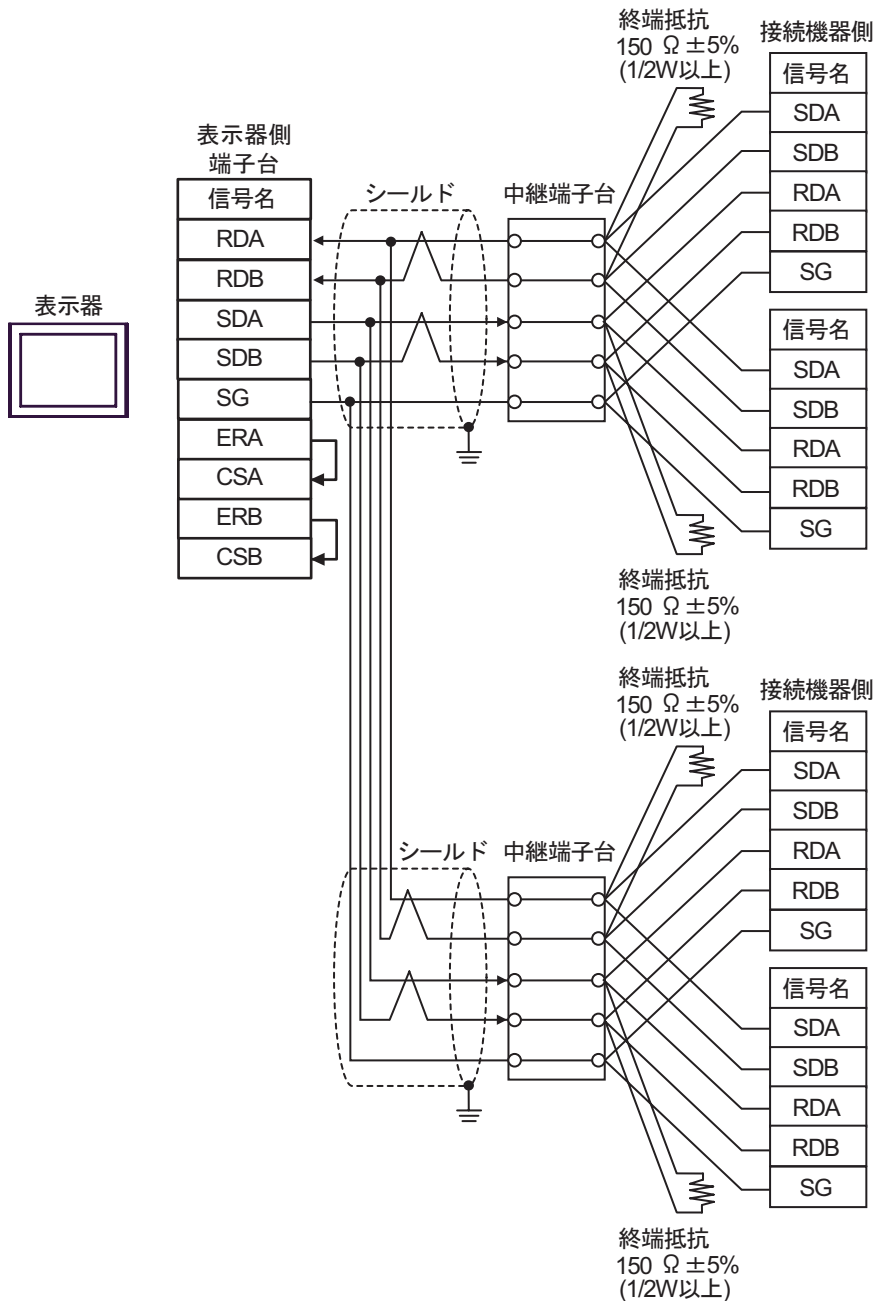 終端抵抗
150 Ω ±5%
(1/2W以上)
接続機器側
信号名
SDA
SDB
RDA
RDB
SG
表示器側
端子台
信号名
RDA
RDB
SDA
SDB
SG
ERA
CSA
ERB
CSB
シールド
中継端子台
表示器
信号名
SDA
SDB
RDA
RDB
SG
終端抵抗
150 Ω ±5%
(1/2W以上)
終端抵抗
150 Ω ±5%
(1/2W以上)
接続機器側
信号名
SDA
SDB
RDA
RDB
SG
シールド
中継端子台
信号名
SDA
SDB
RDA
RDB
SG
終端抵抗
150 Ω ±5%
(1/2W以上)